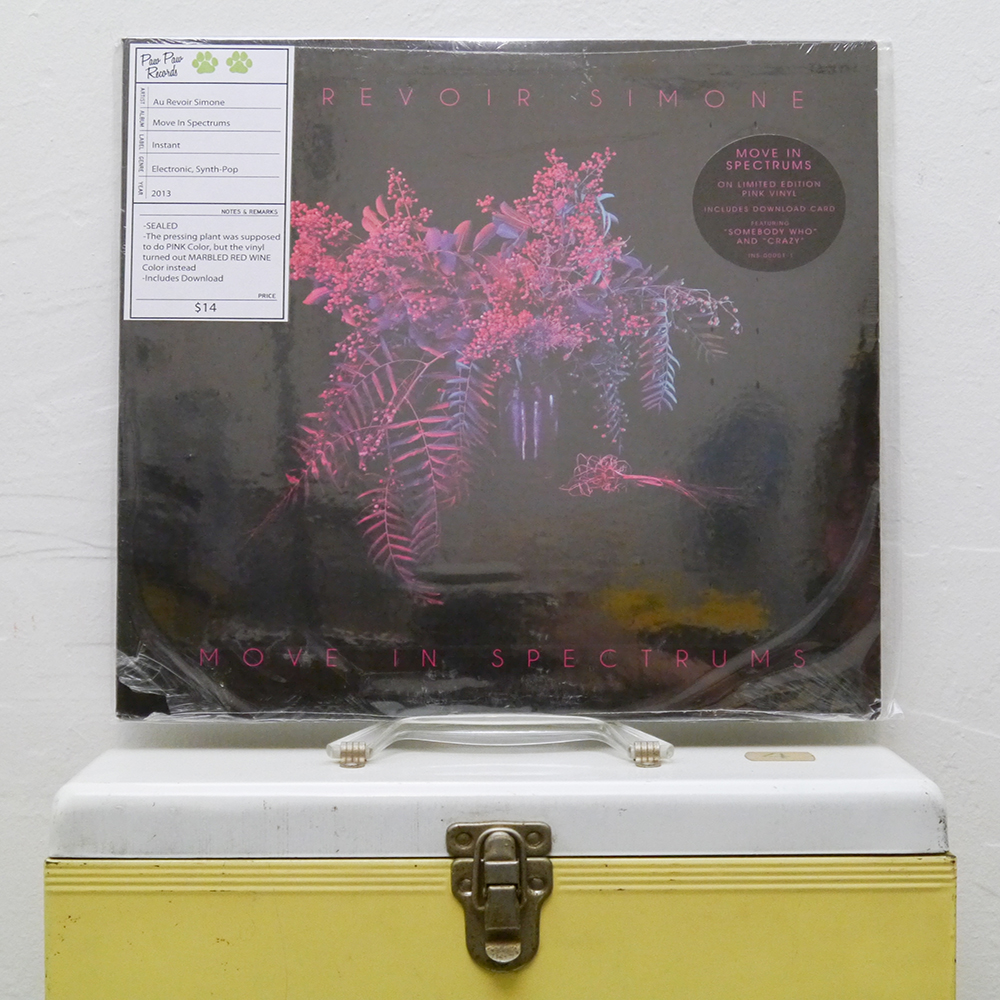 Paw Paw
Records
ARTIST
Au Revoir Simone
ALBUM
Move In Spectrums
LABEL
Instant
GENRE
Electronic, Synth-Pop
YEAR
2013
NOTES & REMARKS
-SEALED
-The pressing plant was supposed
to do PINK Color, but the vinyl
turned out MARBLED RED WINE
Color instead
-Includes Download
PRICE
$14
REVOIR SIMONE
MOVE IN
SPECTRUMS
ON LIMITED EDITION
PINK VINYL
INCLUDES DOWNLOAD CARD
FEATURING
"SOMEBODY WHO"
AND "CRAZY"
MOVE IN SPECTRUMS